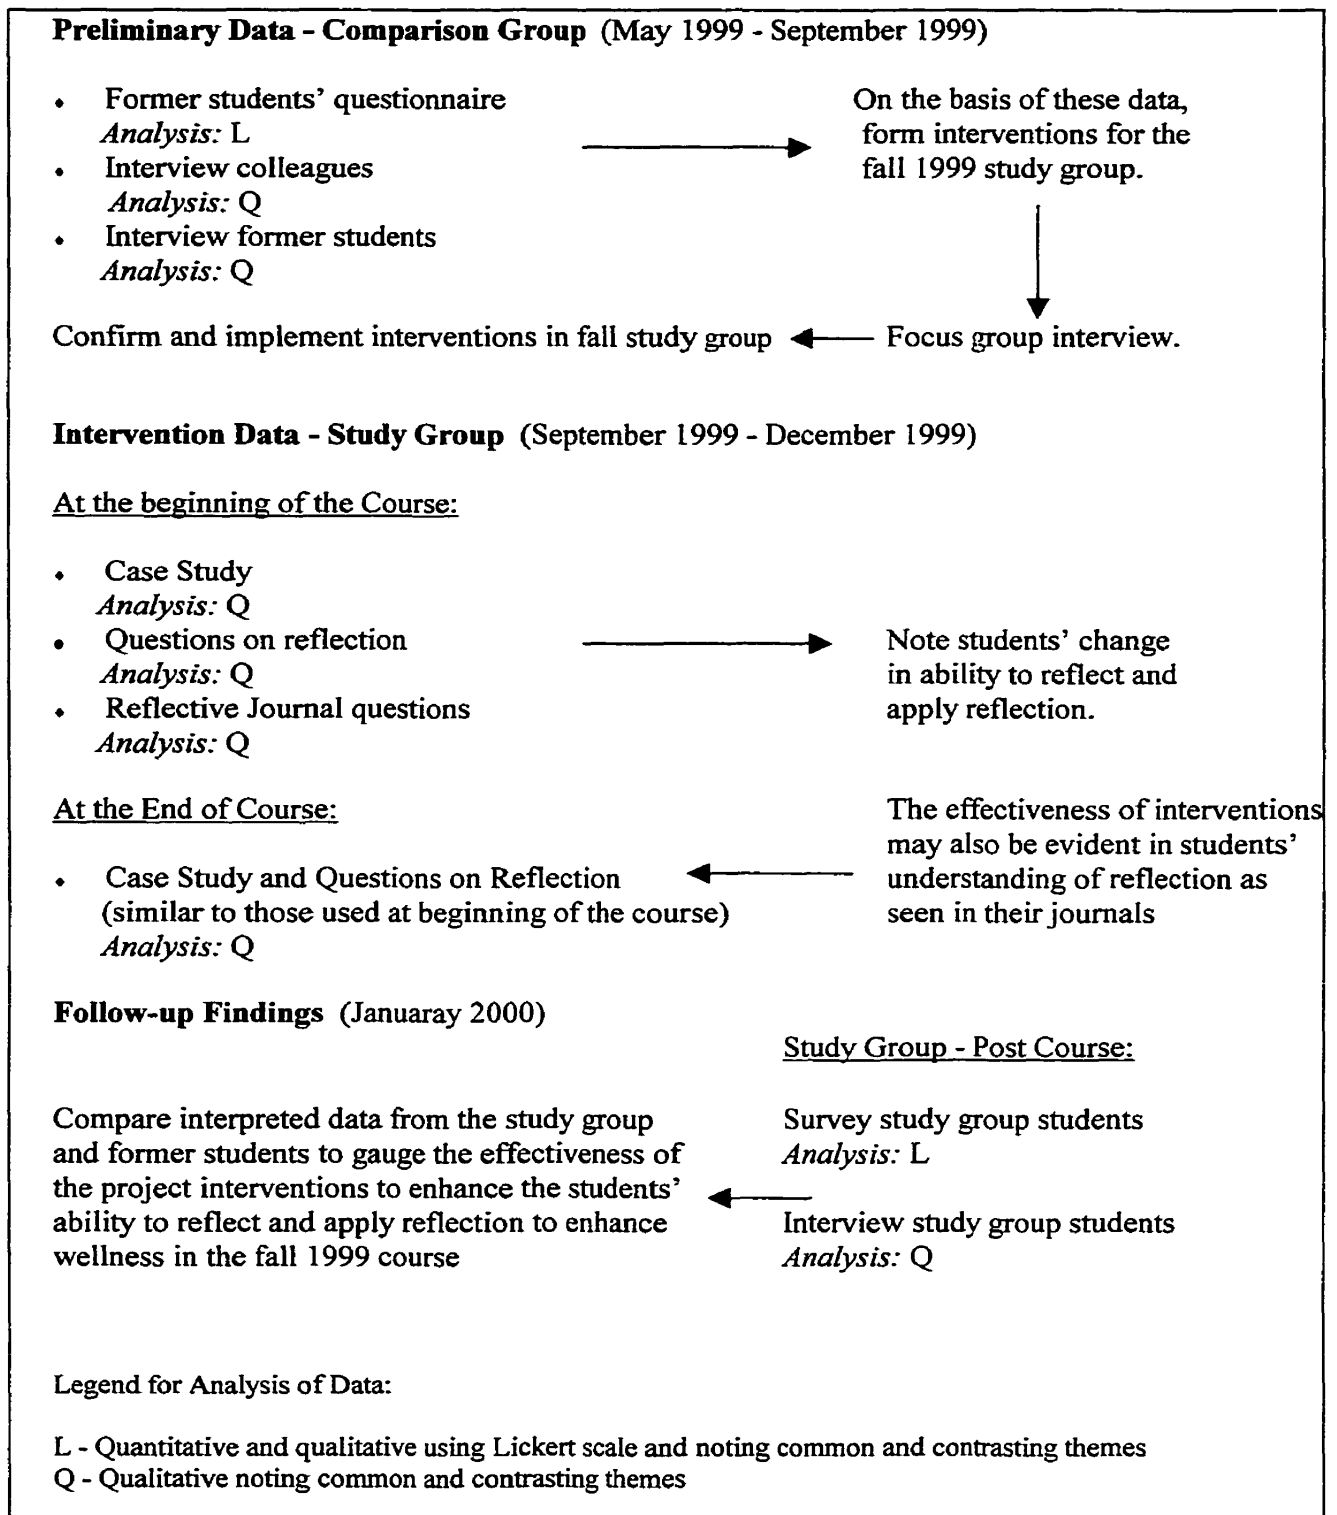 Preliminary Data - Comparison Group (May 1999 - September 1999)
• Former students' questionnaire
Analysis: L
• Interview colleagues
Analysis: Q
• Interview former students
Analysis: Q
On the basis of these data,
form interventions for the
fall 1999 study group.
Confirm and implement interventions in fall study group
Focus group interview.
Intervention Data - Study Group (September 1999 - December 1999)
At the beginning of the Course:
• Case Study
Analysis: Q
• Questions on reflection
Analysis: Q
• Reflective Journal questions
Analysis: Q
Note students' change
in ability to reflect and
apply reflection.
At the End of Course:
• Case Study and Questions on Reflection
(similar to those used at beginning of the course)
Analysis: Q
The effectiveness of interventions
may also be evident in students'
understanding of reflection as
seen in their journals
Follow-up Findings (Januaray 2000)
Study Group - Post Course:
Compare interpreted data from the study group
and former students to gauge the effectiveness of
the project interventions to enhance the students'
ability to reflect and apply reflection to enhance
wellness in the fall 1999 course
Survey study group students
Analysis: L
Interview study group students
Analysis: Q
Legend for Analysis of Data:
L - Quantitative and qualitative using Lickert scale and noting common and contrasting themes
Q - Qualitative noting common and contrasting themes